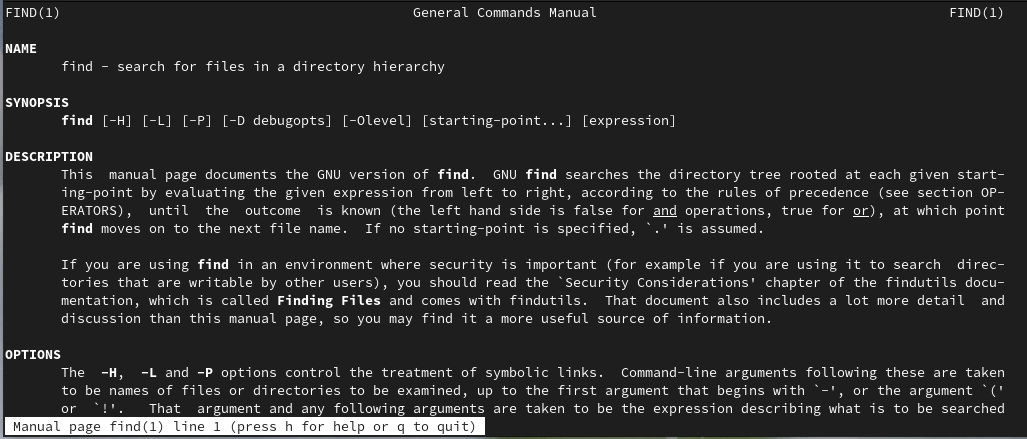 FIND(1) General Commands Manual FIND(1)
NAME
find - search for files in a directory hierarchy
SYNOPSIS
find [-H] [-L] [-P] [-D debugopts] [-Olevel] [starting-point...] [expression]
DESCRIPTION
This  manual page documents the GNU version of find.  GNU find searches the directory tree rooted at each given start-
ing-point by evaluating the given expression from left to right, according to the rules of precedence (see section OP-
ERATORS),  until  the  outcome  is known (the left hand side is false for and operations, true for or), at which point
find moves on to the next file name.  If no starting-point is specified, `.' is assumed.
If you are using find in an environment where security is important (for example if you are using it to search  direc-
tories that are writable by other users), you should read the `Security Considerations' chapter of the findutils docu-
mentation, which is called Finding Files and comes with findutils.  That document also includes a lot more detail  and
discussion than this manual page, so you may find it a more useful source of information.
OPTIONS
The  -H,  -L and -P options control the treatment of symbolic links.  Command-line arguments following these are taken
to be names of files or directories to be examined, up to the first argument that begins with `-', or the argument `('
or  `!'.   That  argument and any following arguments are taken to be the expression describing what is to be searched
Manual page find(1) line 1 (press h for help or q to quit)